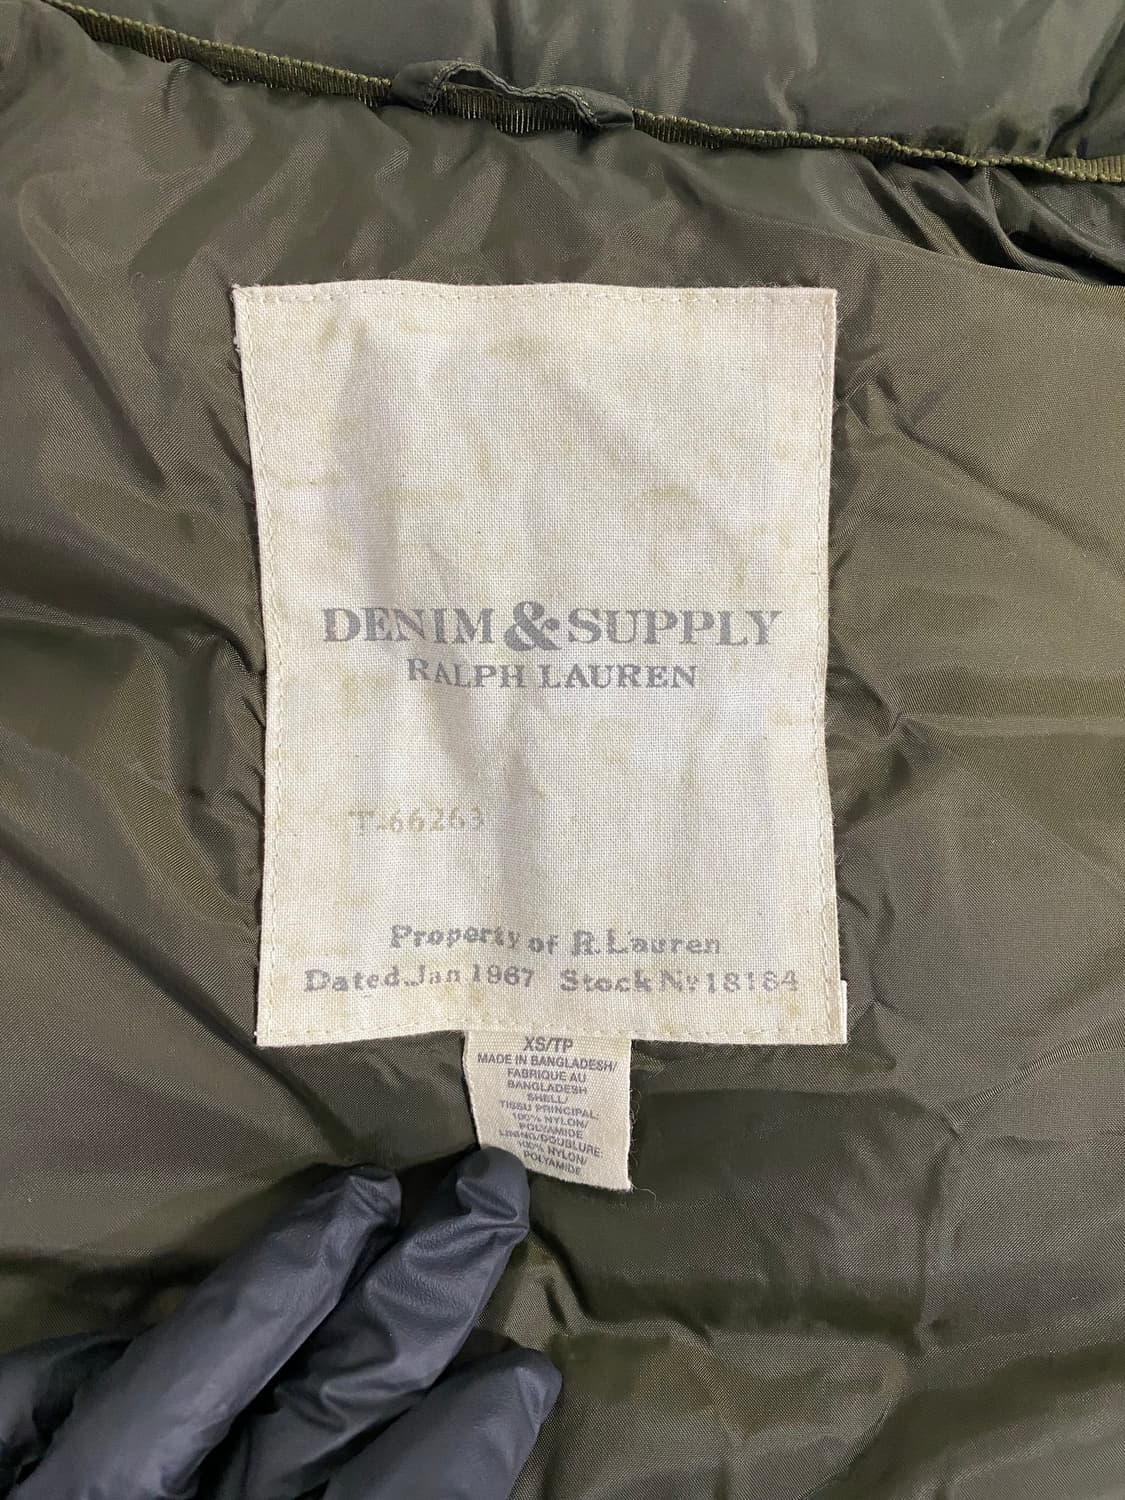 DENIM & SUPPLY
RALPH LAUREN
T-66263
Property of R. Lauren
Dated Jan 1967 Stock Nº 18184
XS/TP
MADE IN BANGLADESH/
FABRIQUE AU
BANGLADESH
SHELL/
TISSU PRINCIPAL:
100% NYLON/
POLYAMIDE
LINING/DOUBLURE:
100% NYLON/
POLYAMIDE